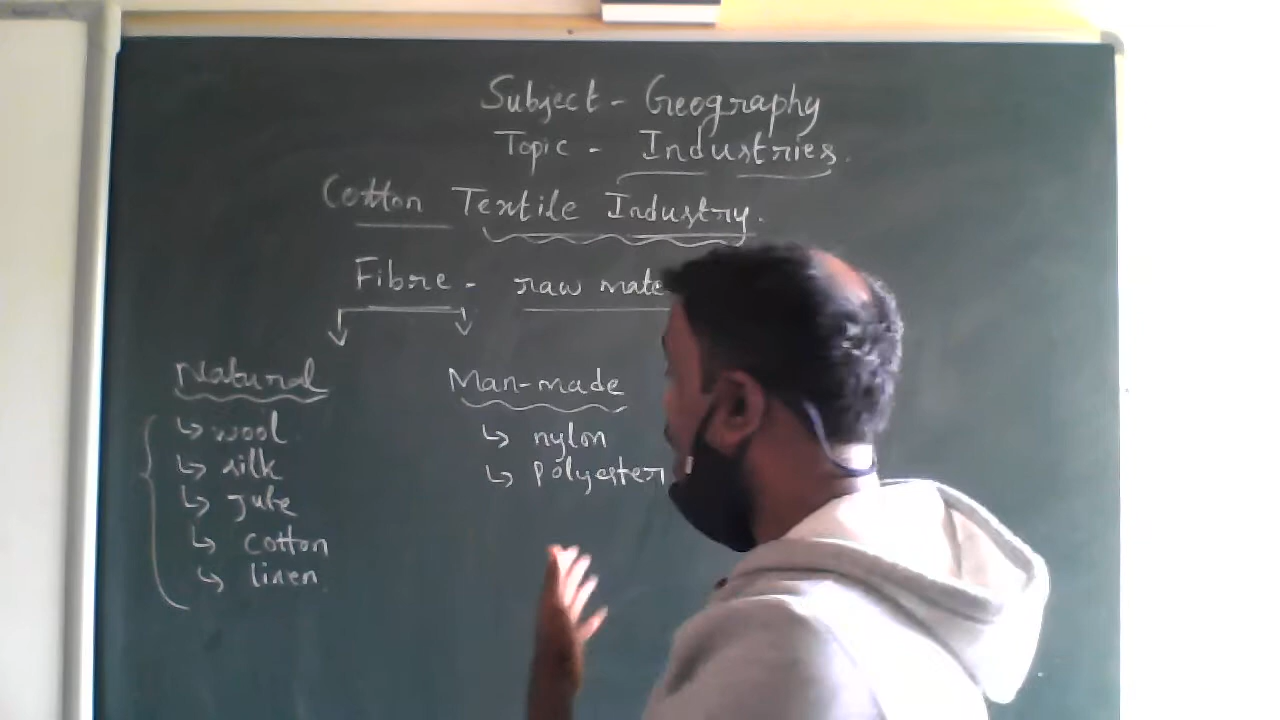 Subject - Geography
Topic - Industries.
Cotton Textile Industry.
Fibre - raw mate
Natural
↳ wool
↳ silk
↳ Jute
↳ cotton
↳ linen
Man-made
↳ nylon
↳ Polyester